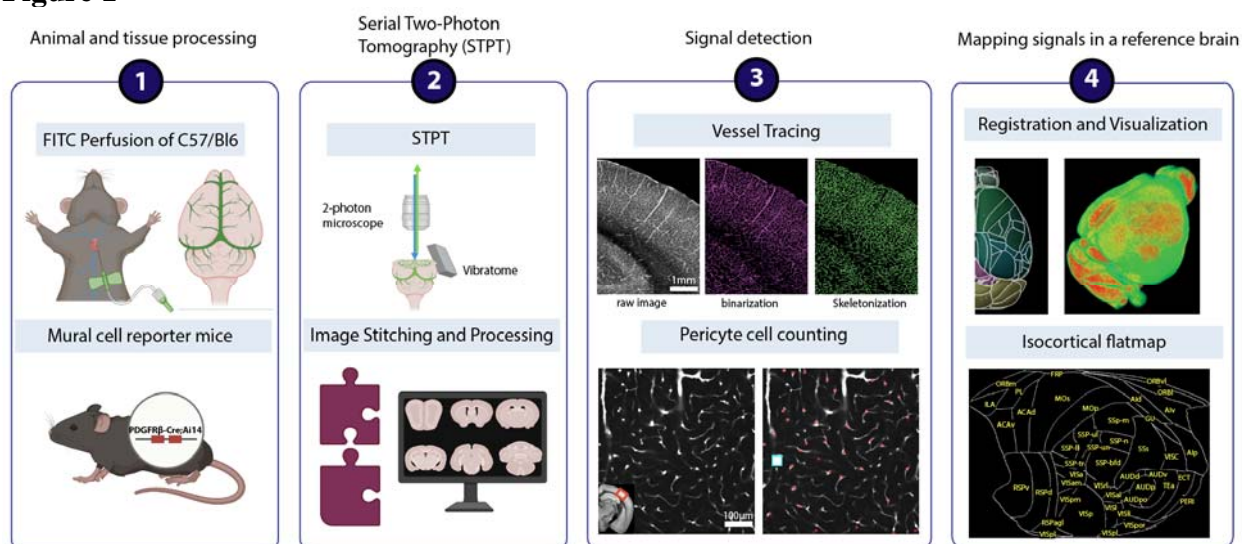 Animal and tissue processing
1
FITC Perfusion of C57/Bl6
Mural cell reporter mice
PDGFRβ-Cre;Ai14
Serial Two-Photon
Tomography (STPT)
2
STPT
2-photon
microscope
Vibratome
Image Stitching and Processing
Signal detection
3
Vessel Tracing
1mm
raw image
binarization
Skeletonization
Pericyte cell counting
100µm
Mapping signals in a reference brain
4
Registration and Visualization
Isocortical flatmap
FRP
ORBm
ORBvl
PL
ORBl
ILA
MOs
AId
ACAd
MOp
AIv
GU
ACAv
SSp-m
SSP-ul
SSP-n
SSP-ll
SSP-un
SSs
VISC
AIp
SSP-tr
SSP-bfd
VISa
AUDd
AUDv
ECT
RSPv
RSPd
VISam
VISrl
AUDp
TEa
VISal
PERI
VISpm
AUDpo
VISp
VISl
VISli
RSPagl
VISpor
VISpl